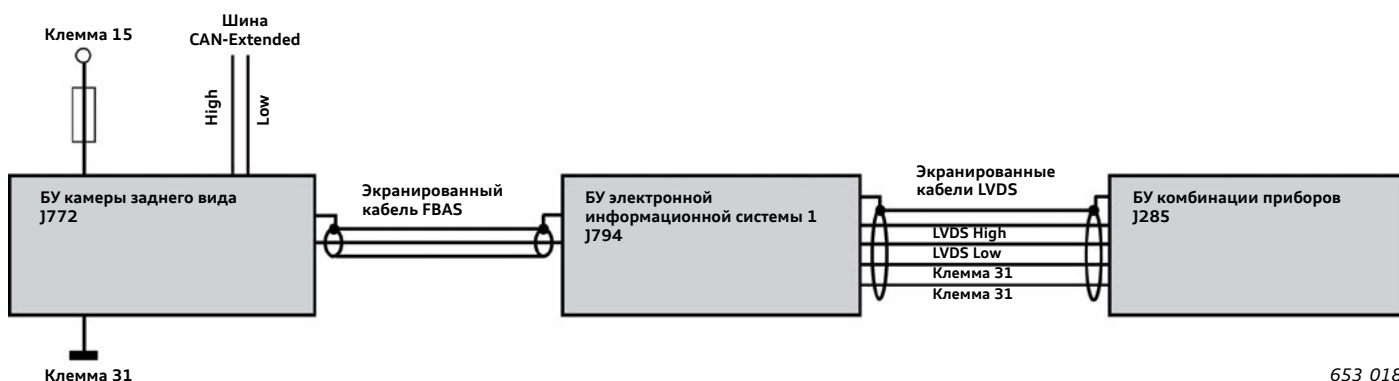 Клемма 15
Шина
CAN-Extended
High
Low
БУ камеры заднего вида
J772
Экранированный
кабель FBAS
БУ электронной
информационной системы 1
J794
Экранированные
кабели LVDS
LVDS High
LVDS Low
Клемма 31
Клемма 31
БУ комбинации приборов
J285
Клемма 31
653_018